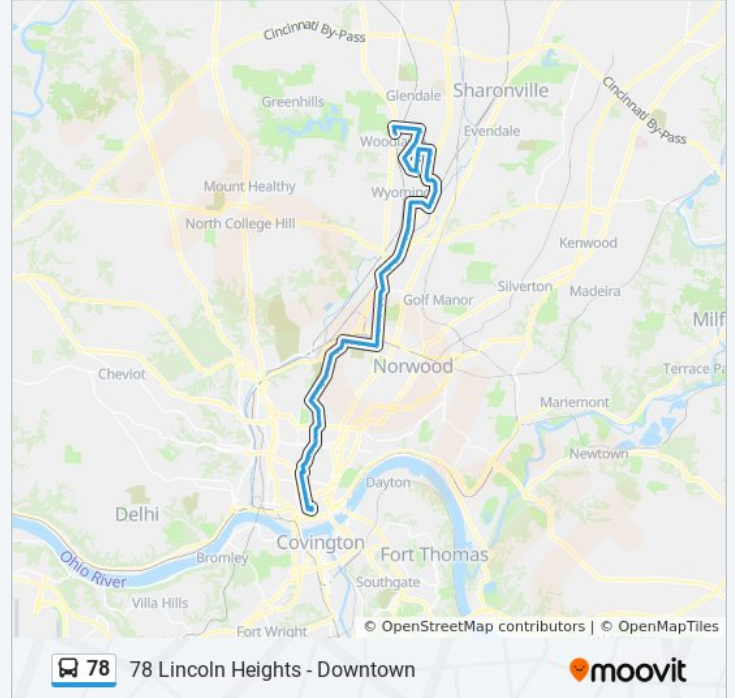 Cincinnati By-Pass
Glendale
Sharonville
Greenhills
Cincinnati By-Pass
Evendale
Woodla
Mount Healthy
Wyoming
North College Hill
Kenwood
Silverton
Madeira
Golf Manor
Milf
Norwood
Terrace Pa
Cheviot
Mariemont
Newtown
Dayton
Delhi
Covington
Fort Thomas
Bromley
Ohio River
Southgate
Villa Hills
Fort Wright
© OpenStreetMap contributors | © OpenMapTiles
78 78 Lincoln Heights - Downtown moovit